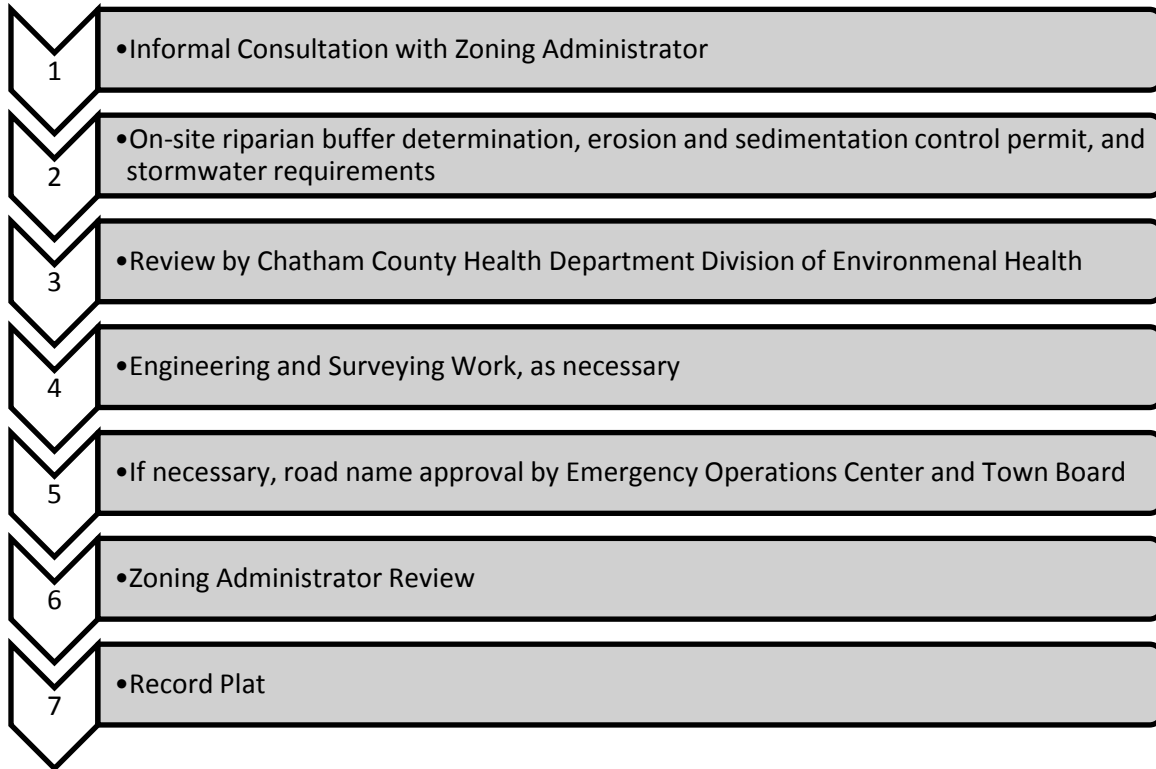 1
•Informal Consultation with Zoning Administrator
2
•On-site riparian buffer determination, erosion and sedimentation control permit, and
stormwater requirements
3
•Review by Chatham County Health Department Division of Environmenal Health
4
•Engineering and Surveying Work, as necessary
5
•If necessary, road name approval by Emergency Operations Center and Town Board
6
•Zoning Administrator Review
7
•Record Plat